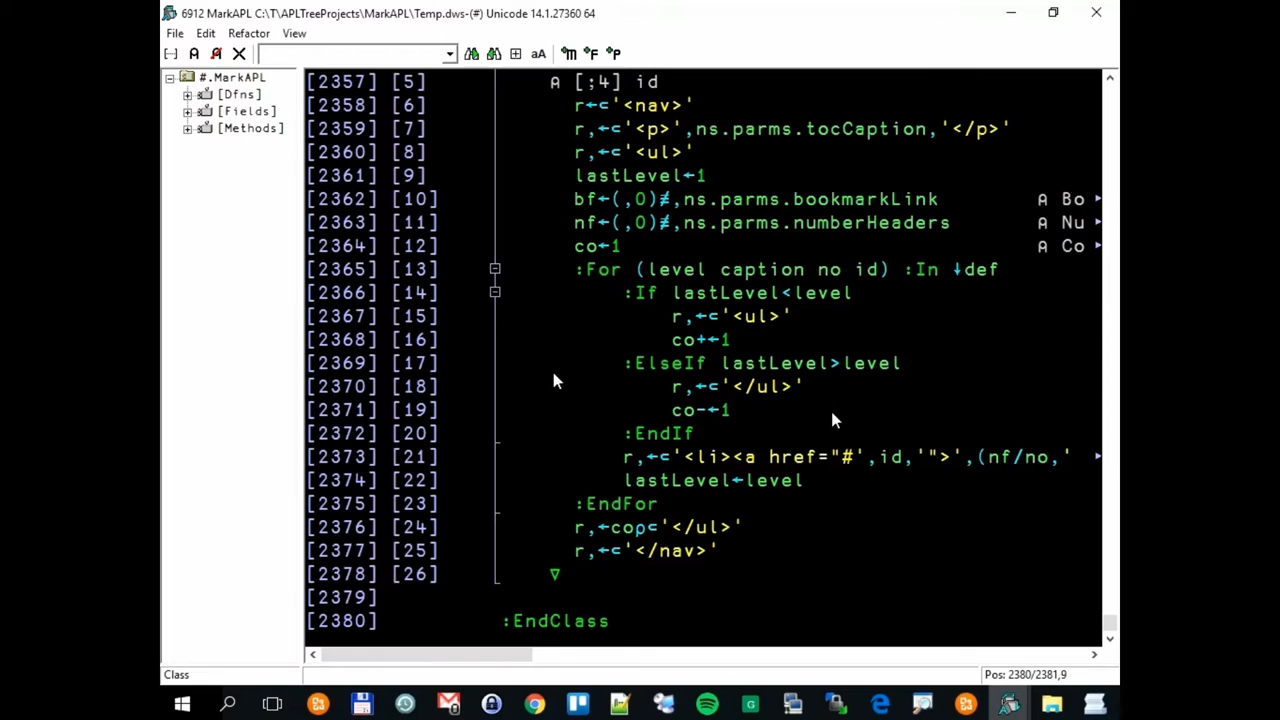 6912 MarkAPL C:\T\APLTreeProjects\MarkAPL\Temp.dws-(#) Unicode 14.1.27360 64
File Edit Refactor View
#.MarkAPL
[Dfns]
[Fields]
[Methods]
[2357] [5] ⍝ [;4] id
[2358] [6] r←⊂'<nav>'
[2359] [7] r,←⊂'<p>',ns.parms.tocCaption,'</p>'
[2360] [8] r,←⊂'<ul>'
[2361] [9] lastLevel←1
[2362] [10] bf←(,0)≢,ns.parms.bookmarkLink ⍝ Bo
[2363] [11] nf←(,0)≢,ns.parms.numberHeaders ⍝ Nu
[2364] [12] co←1 ⍝ Co
[2365] [13] :For (level caption no id) :In ↓def
[2366] [14] :If lastLevel<level
[2367] [15] r,←⊂'<ul>'
[2368] [16] co+←1
[2369] [17] :ElseIf lastLevel>level
[2370] [18] r,←⊂'</ul>'
[2371] [19] co-←1
[2372] [20] :EndIf
[2373] [21] r,←⊂'<li><a href="#',id,'">',(nf/no,'
[2374] [22] lastLevel←level
[2375] [23] :EndFor
[2376] [24] r,←co⍴⊂'</ul>'
[2377] [25] r,←⊂'</nav>'
[2378] [26] ∇
[2379]
[2380] :EndClass
Class
Pos: 2380/2381,9